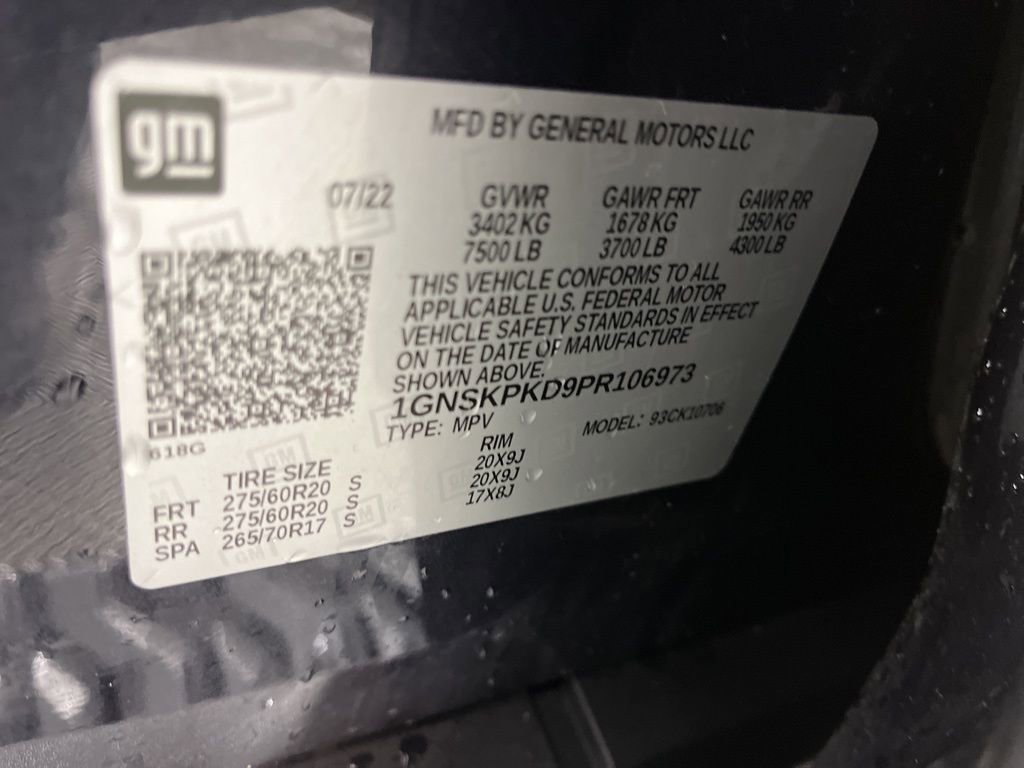 gm
MFD BY GENERAL MOTORS LLC
07/22 GVWR GAWR FRT GAWR RR
3402 KG 1678 KG 1950 KG
7500 LB 3700 LB 4300 LB
THIS VEHICLE CONFORMS TO ALL
APPLICABLE U.S. FEDERAL MOTOR
VEHICLE SAFETY STANDARDS IN EFFECT
ON THE DATE OF MANUFACTURE
SHOWN ABOVE.
1GNSKPKD9PR106973
TYPE: MPV MODEL: 93CK10706
618G
TIRE SIZE RIM
FRT 275/60R20 S 20X9J
RR 275/60R20 S 20X9J
SPA 265/70R17 S 17X8J